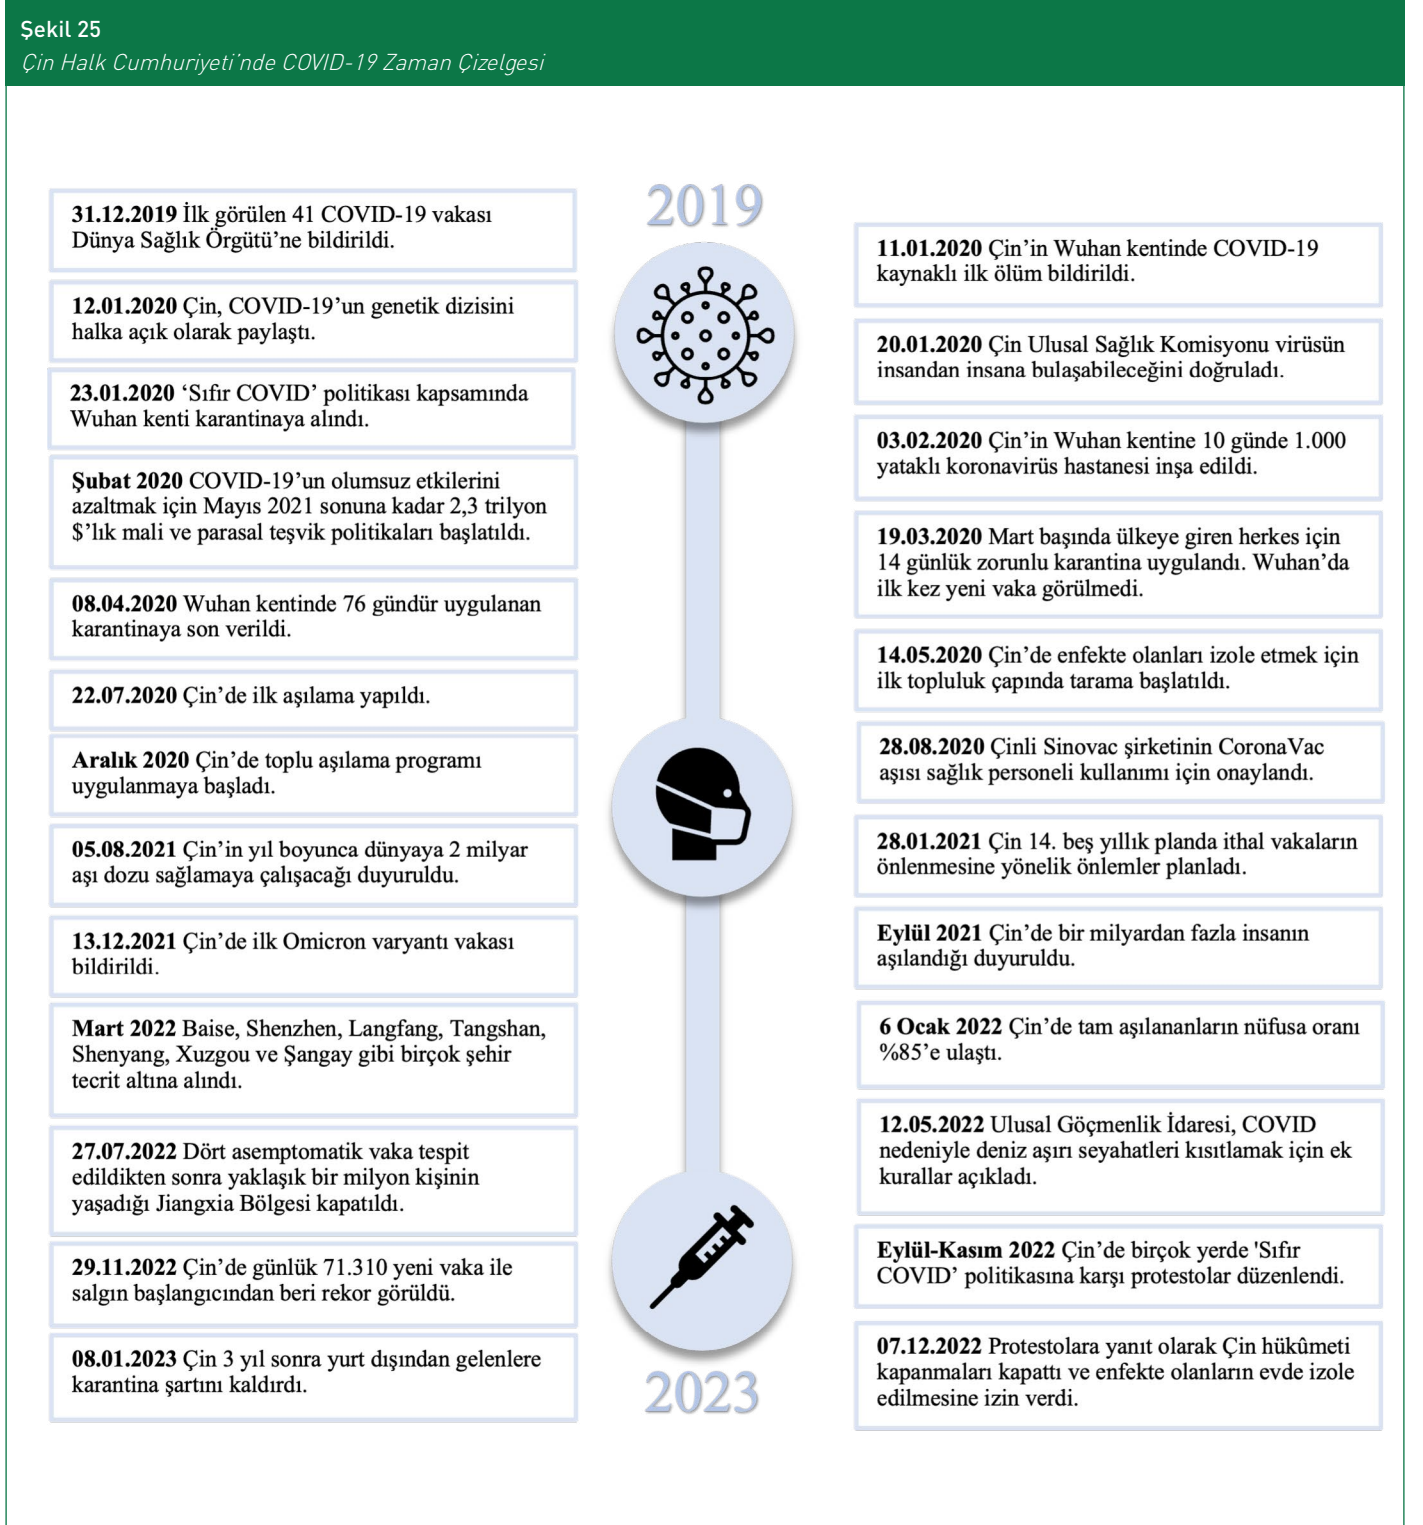 Şekil 25
Çin Halk Cumhuriyeti’nde COVID-19 Zaman Çizelgesi
2019
31.12.2019 İlk görülen 41 COVID-19 vakası
Dünya Sağlık Örgütü’ne bildirildi.
11.01.2020 Çin’in Wuhan kentinde COVID-19
kaynaklı ilk ölüm bildirildi.
12.01.2020 Çin, COVID-19’un genetik dizisini
halka açık olarak paylaştı.
20.01.2020 Çin Ulusal Sağlık Komisyonu virüsün
insandan insana bulaşabileceğini doğruladı.
23.01.2020 ‘Sıfır COVID’ politikası kapsamında
Wuhan kenti karantinaya alındı.
03.02.2020 Çin’in Wuhan kentine 10 günde 1.000
yataklı koronavirüs hastanesi inşa edildi.
Şubat 2020 COVID-19’un olumsuz etkilerini
azaltmak için Mayıs 2021 sonuna kadar 2,3 trilyon
$’lık mali ve parasal teşvik politikaları başlatıldı.
19.03.2020 Mart başında ülkeye giren herkes için
14 günlük zorunlu karantina uygulandı. Wuhan’da
ilk kez yeni vaka görülmedi.
08.04.2020 Wuhan kentinde 76 gündür uygulanan
karantinaya son verildi.
14.05.2020 Çin’de enfekte olanları izole etmek için
ilk topluluk çapında tarama başlatıldı.
22.07.2020 Çin’de ilk aşılama yapıldı.
28.08.2020 Çinli Sinovac şirketinin CoronaVac
aşısı sağlık personeli kullanımı için onaylandı.
Aralık 2020 Çin’de toplu aşılama programı
uygulanmaya başladı.
28.01.2021 Çin 14. beş yıllık planda ithal vakaların
önlenmesine yönelik önlemler planladı.
05.08.2021 Çin’in yıl boyunca dünyaya 2 milyar
aşı dozu sağlamaya çalışacağı duyuruldu.
Eylül 2021 Çin’de bir milyardan fazla insanın
aşılandığı duyuruldu.
13.12.2021 Çin’de ilk Omicron varyantı vakası
bildirildi.
6 Ocak 2022 Çin’de tam aşılananların nüfusa oranı
%85’e ulaştı.
Mart 2022 Baise, Shenzhen, Langfang, Tangshan,
Shenyang, Xuzgou ve Şangay gibi birçok şehir
tecrit altına alındı.
12.05.2022 Ulusal Göçmenlik İdaresi, COVID
nedeniyle deniz aşırı seyahatleri kısıtlamak için ek
kurallar açıkladı.
27.07.2022 Dört asemptomatik vaka tespit
edildikten sonra yaklaşık bir milyon kişinin
yaşadığı Jiangxia Bölgesi kapatıldı.
Eylül-Kasım 2022 Çin’de birçok yerde 'Sıfır
COVID’ politikasına karşı protestolar düzenlendi.
29.11.2022 Çin’de günlük 71.310 yeni vaka ile
salgın başlangıcından beri rekor görüldü.
07.12.2022 Protestolara yanıt olarak Çin hükûmeti
kapanmaları kapattı ve enfekte olanların evde izole
edilmesine izin verdi.
08.01.2023 Çin 3 yıl sonra yurt dışından gelenlere
karantina şartını kaldırdı.
2023